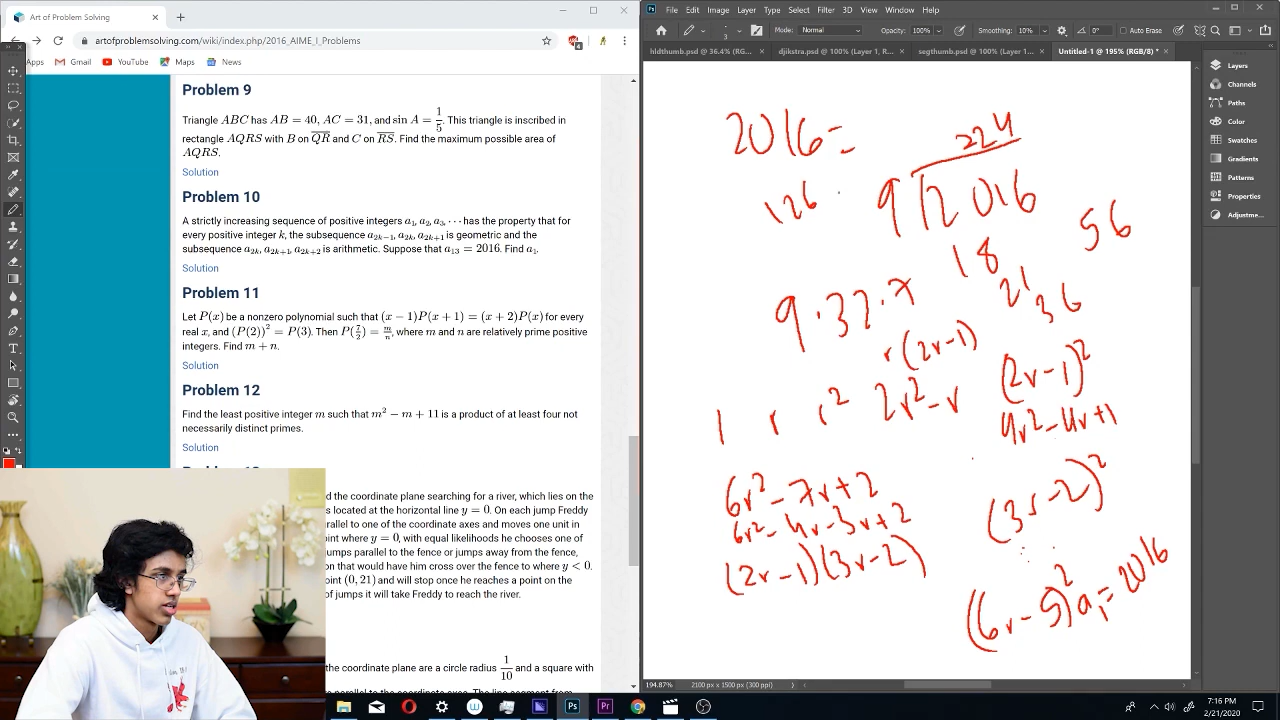 Art of Problem Solving
artofproblemsolving.com/wiki/index.php/2016_AIME_I_Problems
Apps Gmail YouTube Maps News
Problem 9
Triangle ABC has AB = 40, AC = 31, and sin A = 1/5. This triangle is inscribed in
rectangle AQRS with B on QR and C on RS. Find the maximum possible area of
AQRS.
Solution
Problem 10
A strictly increasing sequence of positive integers a₁, a₂, a₃, ⋯ has the property that for
every positive integer k, the subsequence a₂ₖ₋₁, a₂ₖ, a₂ₖ₊₁ is geometric and the
subsequence a₂ₖ, a₂ₖ₊₁, a₂ₖ₊₂ is arithmetic. Suppose that a₁₃ = 2016. Find a₁.
Solution
Problem 11
Let P(x) be a nonzero polynomial such that (x − 1)P(x + 1) = (x + 2)P(x) for every
real x, and (P(2))² = P(3). Then P(7/2) = m/n, where m and n are relatively prime positive
integers. Find m + n.
Solution
Problem 12
Find the least positive integer m such that m² − m + 11 is a product of at least four not
necessarily distinct primes.
Solution
d the coordinate plane searching for a river, which lies on the
s located at the horizontal line y = 0. On each jump Freddy
rallel to one of the coordinate axes and moves one unit in
int where y = 0, with equal likelihoods he chooses one of
umps parallel to the fence or jumps away from the fence,
on that would have him cross over the fence to where y < 0.
oint (0, 21) and will stop once he reaches a point on the
of jumps it will take Freddy to reach the river.
the coordinate plane are a circle radius 1/10 and a square with
File Edit Image Layer Type Select Filter 3D View Window Help
Mode: Normal Opacity: 100% Smoothing: 10% 0° Auto Erase
hldthumb.psd @ 36.4% (RG... djikstra.psd @ 100% (Layer 1, R... segthumb.psd @ 100% (Layer 1... Untitled-1 @ 195% (RGB/8) *
Layers
Channels
Paths
Color
Swatches
Gradients
Patterns
Properties
Adjustme...
2016=
224
126
9 2016
56
18
21
36
9·32·7
r(2r-1)
(2r-1)²
1 r r² 2r²-r
4r²-4r+1
6r²-7r+2
6r²-4r-3r+2
(3r-2)²
(2r-1)(3r-2)
(6r-5)²a₁=2016
194.87% 2100 px x 1500 px (300 ppi)
7:16 PM
2/21/2020